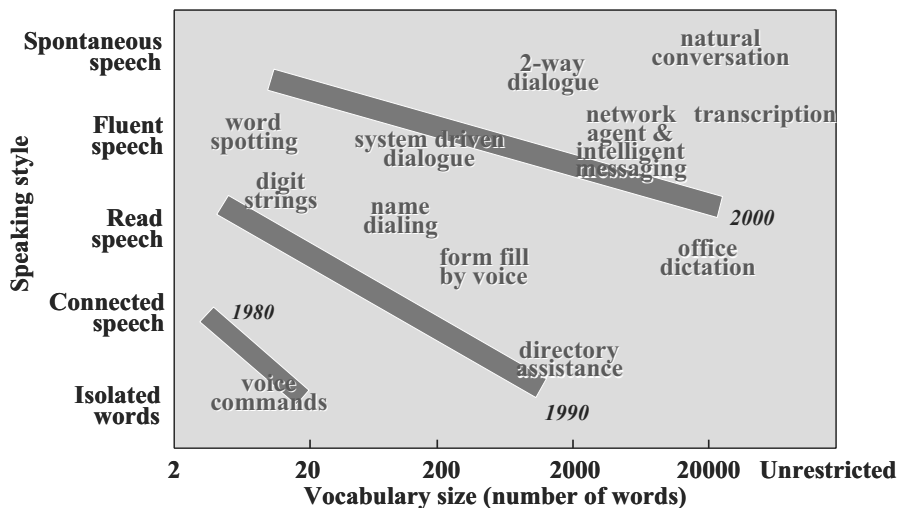 Spontaneous
speech
natural
conversation
2-way
dialogue
Fluent
speech
word
spotting
system driven
dialogue
network
agent &
intelligent
messaging
transcription
digit
strings
Read
speech
name
dialing
2000
form fill
by voice
office
dictation
Connected
speech
1980
directory
assistance
Isolated
words
voice
commands
1990
Speaking style
2
20
200
2000
20000
Unrestricted
Vocabulary size (number of words)